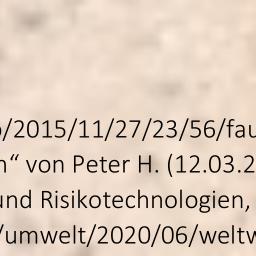 /2015/11/27/23/56/fau
n“ von Peter H. (12.03.2
und Risikotechnologien,
/umwelt/2020/06/weltw